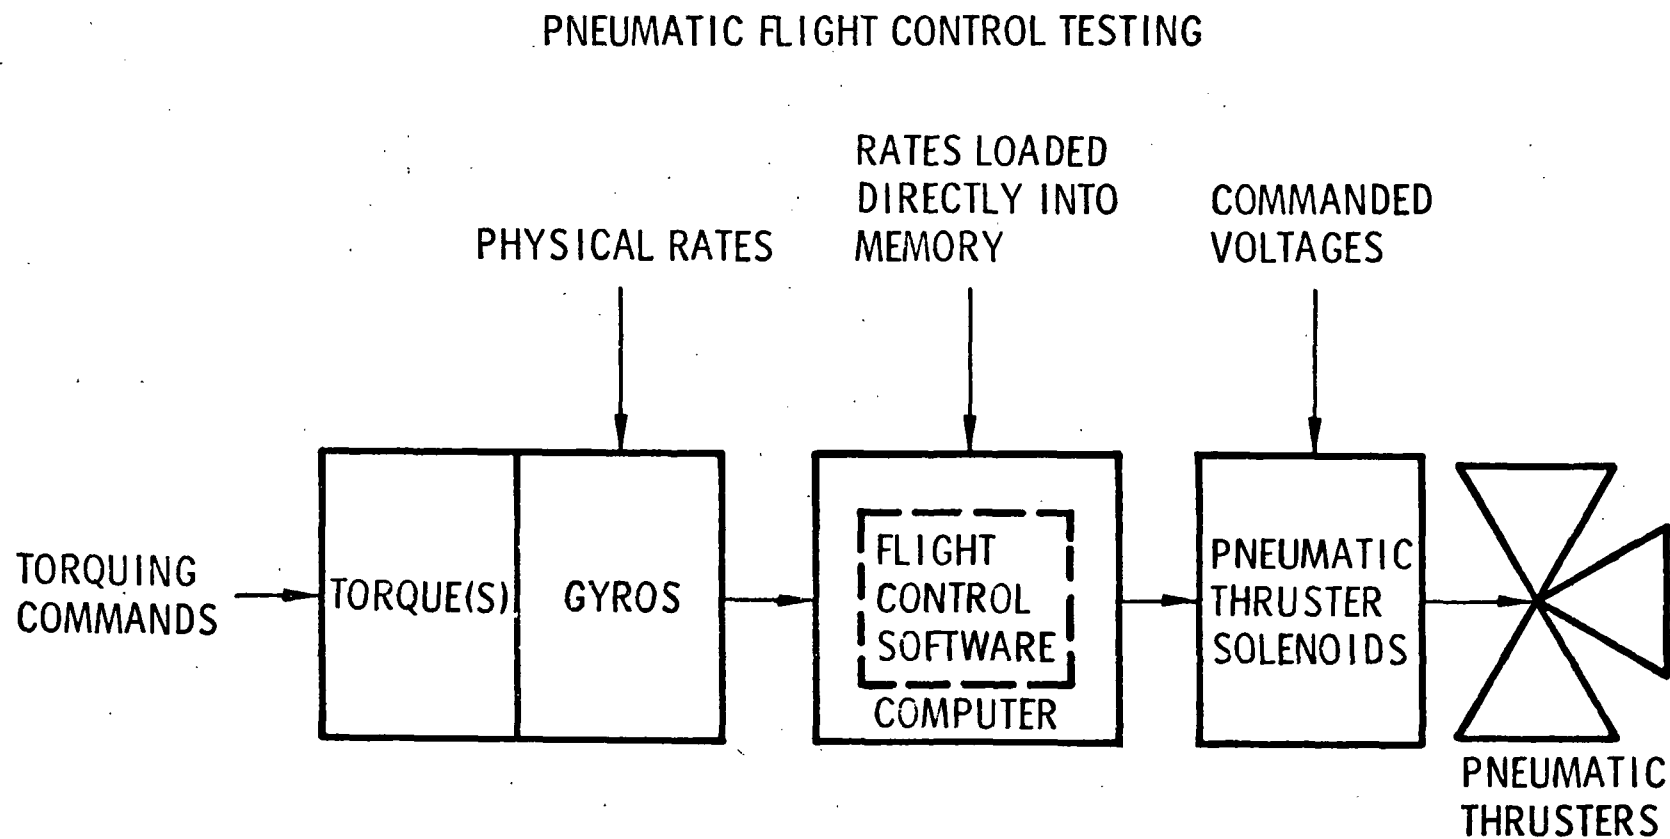 PNEUMATIC FLIGHT CONTROL TESTING
RATES LOADED
DIRECTLY INTO
MEMORY
COMMANDED
VOLTAGES
PHYSICAL RATES
TORQUING
COMMANDS
TORQUE(S)
GYROS
FLIGHT
CONTROL
SOFTWARE
COMPUTER
PNEUMATIC
THRUSTER
SOLENOIDS
PNEUMATIC
THRUSTERS